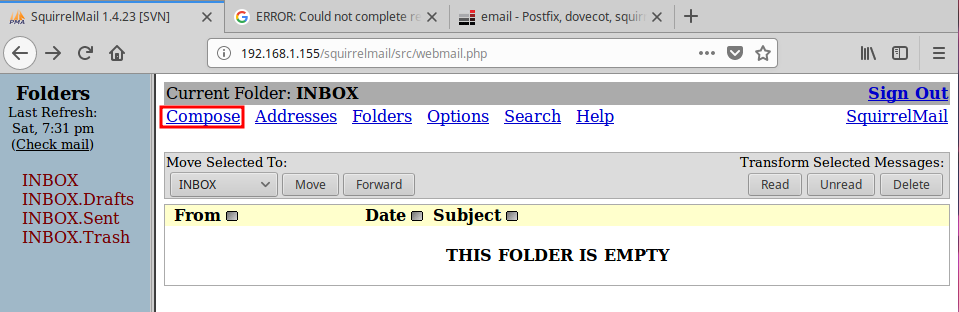 SquirrelMail 1.4.23 [SVN]
ERROR: Could not complete re
email - Postfix, dovecot, squir
PMA
192.168.1.155/squirrelmail/src/webmail.php
Folders
Last Refresh:
Sat, 7:31 pm
(Check mail)
INBOX
INBOX.Drafts
INBOX.Sent
INBOX.Trash
Current Folder: INBOX Sign Out
Compose Addresses Folders Options Search Help SquirrelMail
Move Selected To: Transform Selected Messages:
INBOX Move Forward Read Unread Delete
From Date Subject
THIS FOLDER IS EMPTY